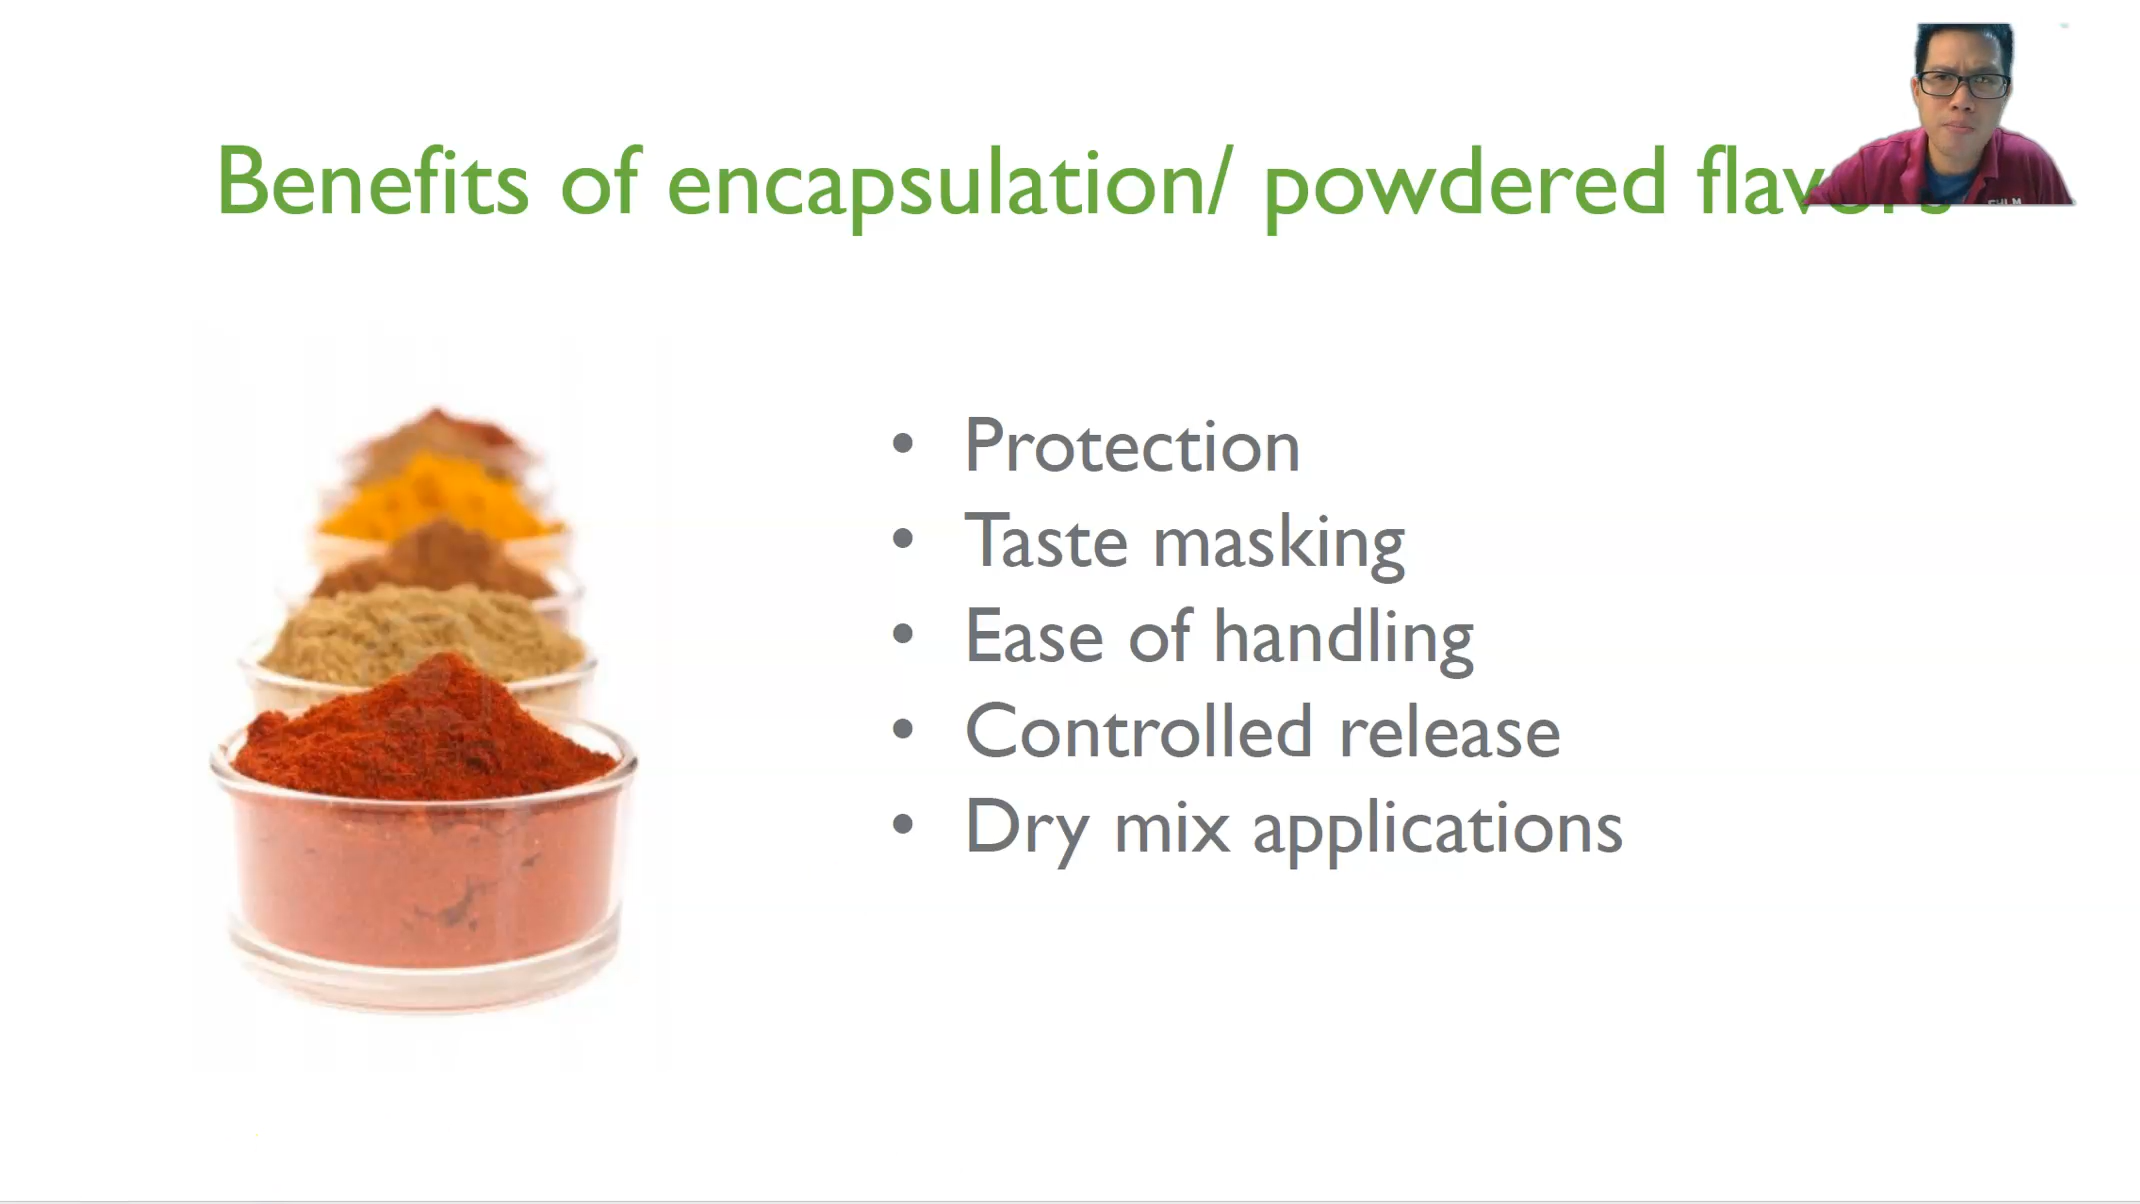 Benefits of encapsulation/ powdered
• Protection
• Taste masking
• Ease of handling
• Controlled release
• Dry mix applications